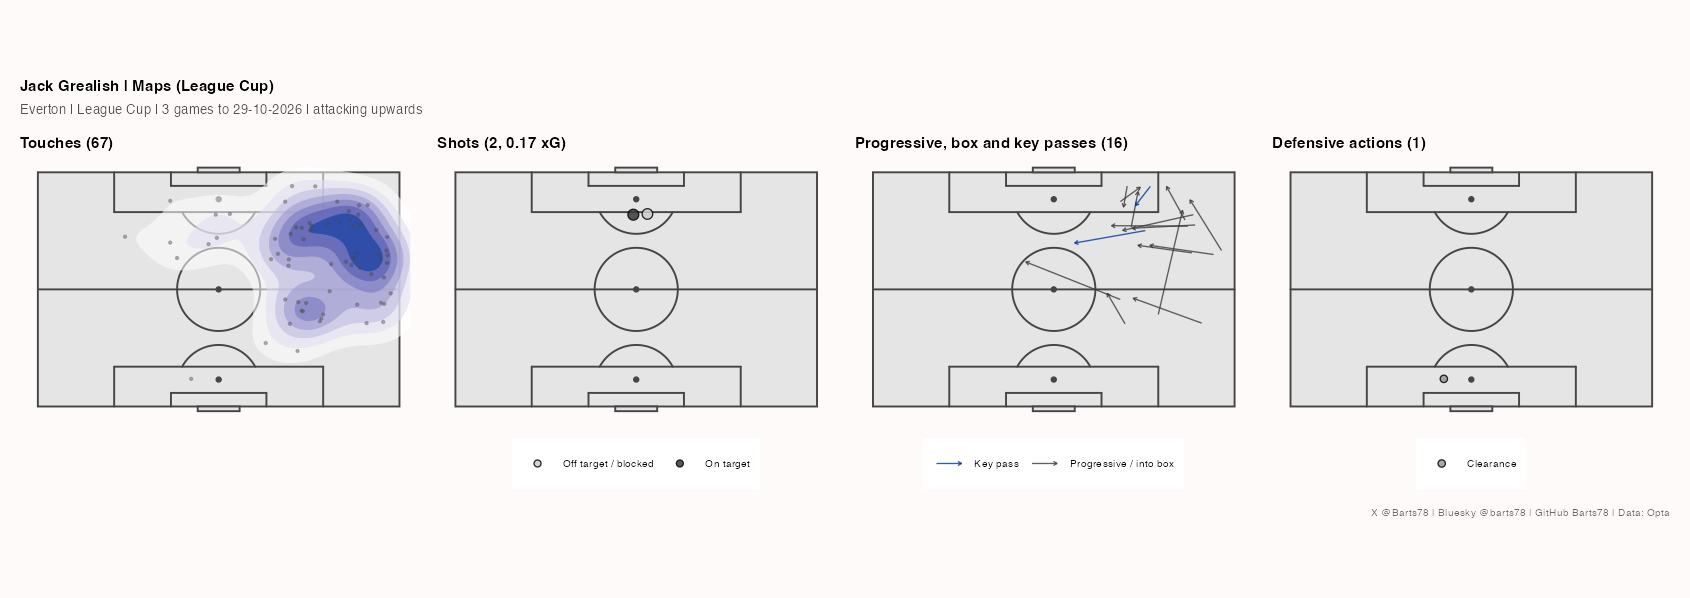 Jack Grealish | Maps (League Cup)
Everton | League Cup | 3 games to 29-10-2026 | attacking upwards
Touches (67)
Shots (2, 0.17 xG)
Progressive, box and key passes (16)
Defensive actions (1)
Off target / blocked
On target
Key pass
Progressive / into box
Clearance
X @Barts78 | Bluesky @barts78 | GitHub Barts78 | Data: Opta